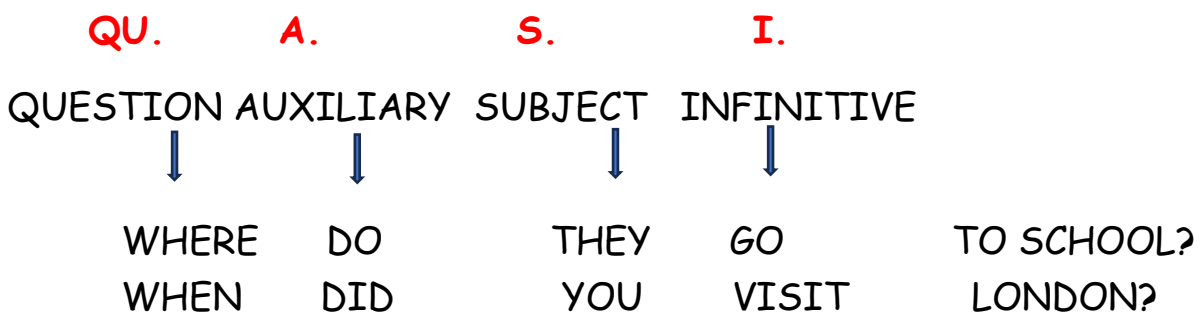 QU. A. S. I.
QUESTION AUXILIARY SUBJECT INFINITIVE
WHERE DO THEY GO TO SCHOOL?
WHEN DID YOU VISIT LONDON?